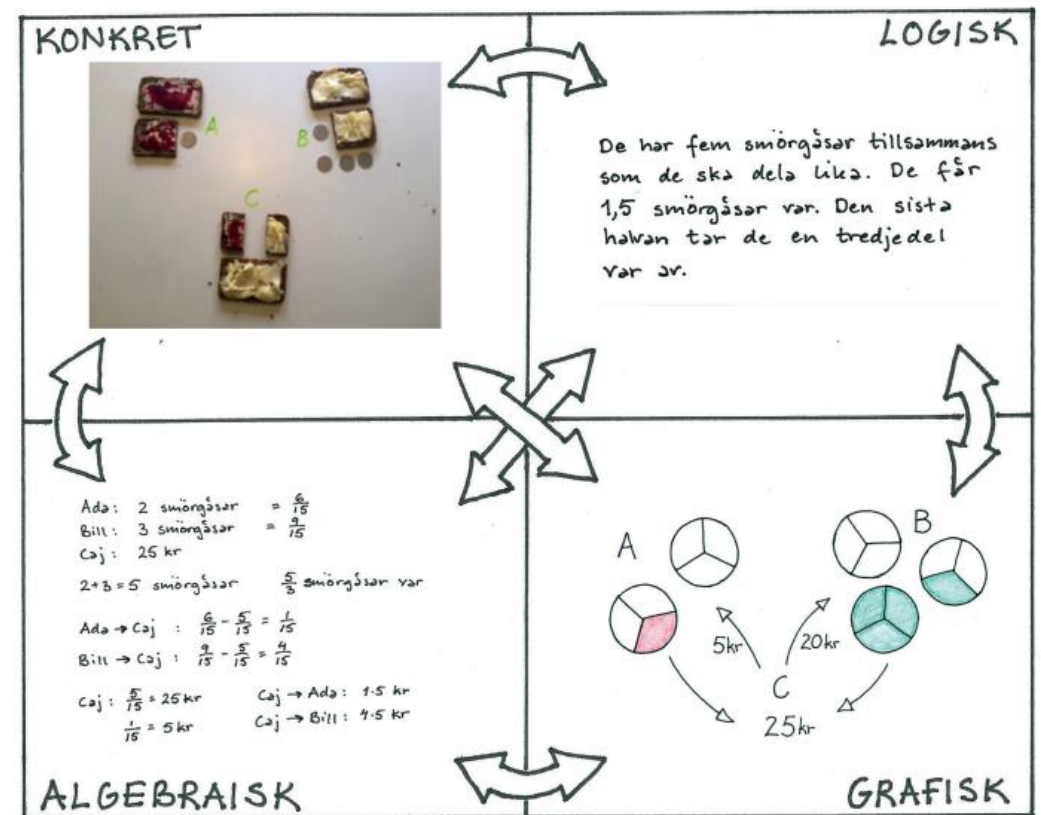 KONKRET
A
B
C
LOGISK
De har fem smörgåsar tillsammans
som de ska dela lika. De får
1,5 smörgåsar var. Den sista
halvan tar de en tredjedel
var av.
Ada: 2 smörgåsar = 6/15
Bill: 3 smörgåsar = 9/15
Caj: 25 kr
2+3=5 smörgåsar 5/3 smörgåsar var
Ada → Caj : 6/15 - 5/15 = 1/15
Bill → Caj : 9/15 - 5/15 = 4/15
Caj: 5/15 = 25 kr Caj → Ada: 1·5 kr
1/15 = 5 kr Caj → Bill: 4·5 kr
ALGEBRAISK
A B
5kr 20kr
C
25kr
GRAFISK